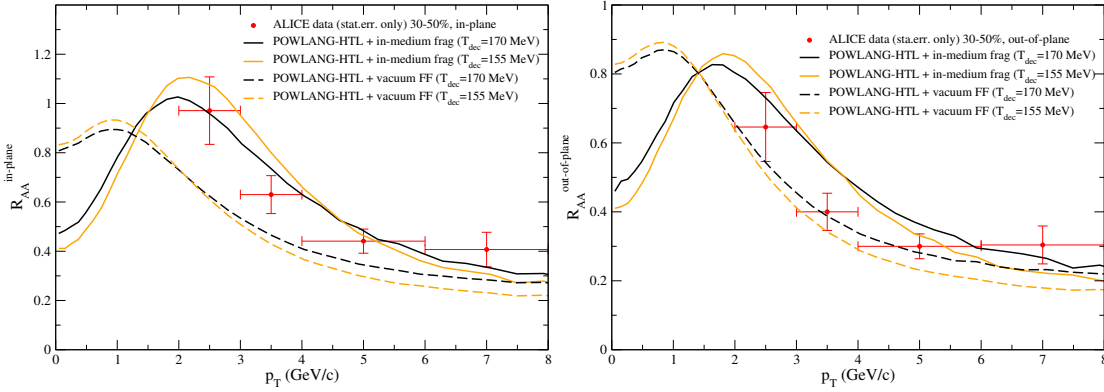 ALICE data (stat.err. only) 30-50%, in-plane
POWLANG-HTL + in-medium frag (T_dec=170 MeV)
POWLANG-HTL + in-medium frag (T_dec=155 MeV)
POWLANG-HTL + vacuum FF (T_dec=170 MeV)
POWLANG-HTL + vacuum FF (T_dec=155 MeV)
1.2
1
0.8
0.6
0.4
0.2
0
R_AA^in-plane
0 1 2 3 4 5 6 7 8
p_T (GeV/c)
ALICE data (sta.err. only) 30-50%, out-of-plane
POWLANG-HTL + in-medium frag (T_dec=170 MeV)
POWLANG-HTL + in-medium frag (T_dec=155 MeV)
POWLANG-HTL + vacuum FF (T_dec=170 MeV)
POWLANG-HTL + vacuum FF (T_dec=155 MeV)
1
0.8
0.6
0.4
0.2
0
R_AA^out-of-plane
0 1 2 3 4 5 6 7 8
p_T (GeV/c)